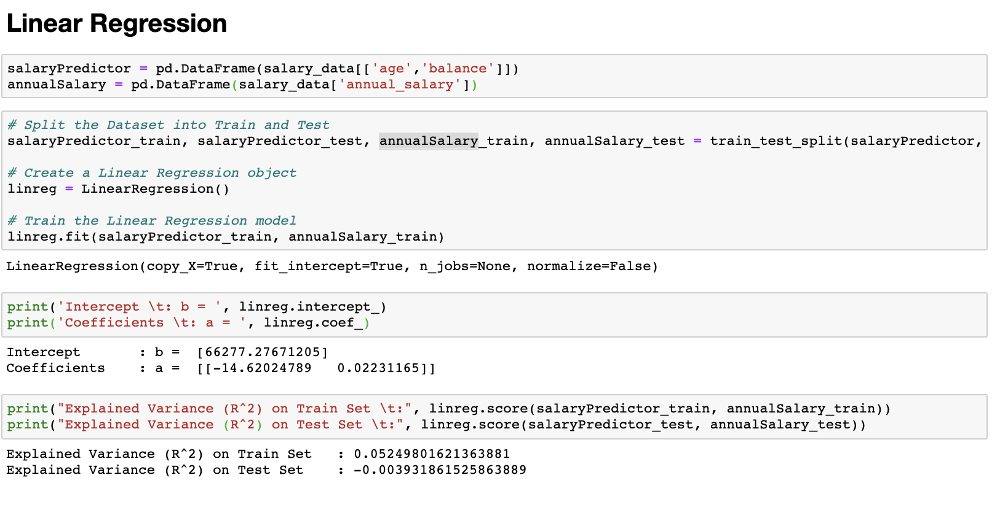 Linear Regression
salaryPredictor = pd.DataFrame(salary_data[['age','balance']])
annualSalary = pd.DataFrame(salary_data['annual_salary'])
# Split the Dataset into Train and Test
salaryPredictor_train, salaryPredictor_test, annualSalary_train, annualSalary_test = train_test_split(salaryPredictor,
# Create a Linear Regression object
linreg = LinearRegression()
# Train the Linear Regression model
linreg.fit(salaryPredictor_train, annualSalary_train)
LinearRegression(copy_X=True, fit_intercept=True, n_jobs=None, normalize=False)
print('Intercept \t: b = ', linreg.intercept_)
print('Coefficients \t: a = ', linreg.coef_)
Intercept : b = [66277.27671205]
Coefficients : a = [[-14.62024789 0.02231165]]
print("Explained Variance (R^2) on Train Set \t:", linreg.score(salaryPredictor_train, annualSalary_train))
print("Explained Variance (R^2) on Test Set \t:", linreg.score(salaryPredictor_test, annualSalary_test))
Explained Variance (R^2) on Train Set : 0.05249801621363881
Explained Variance (R^2) on Test Set : -0.003931861525863889